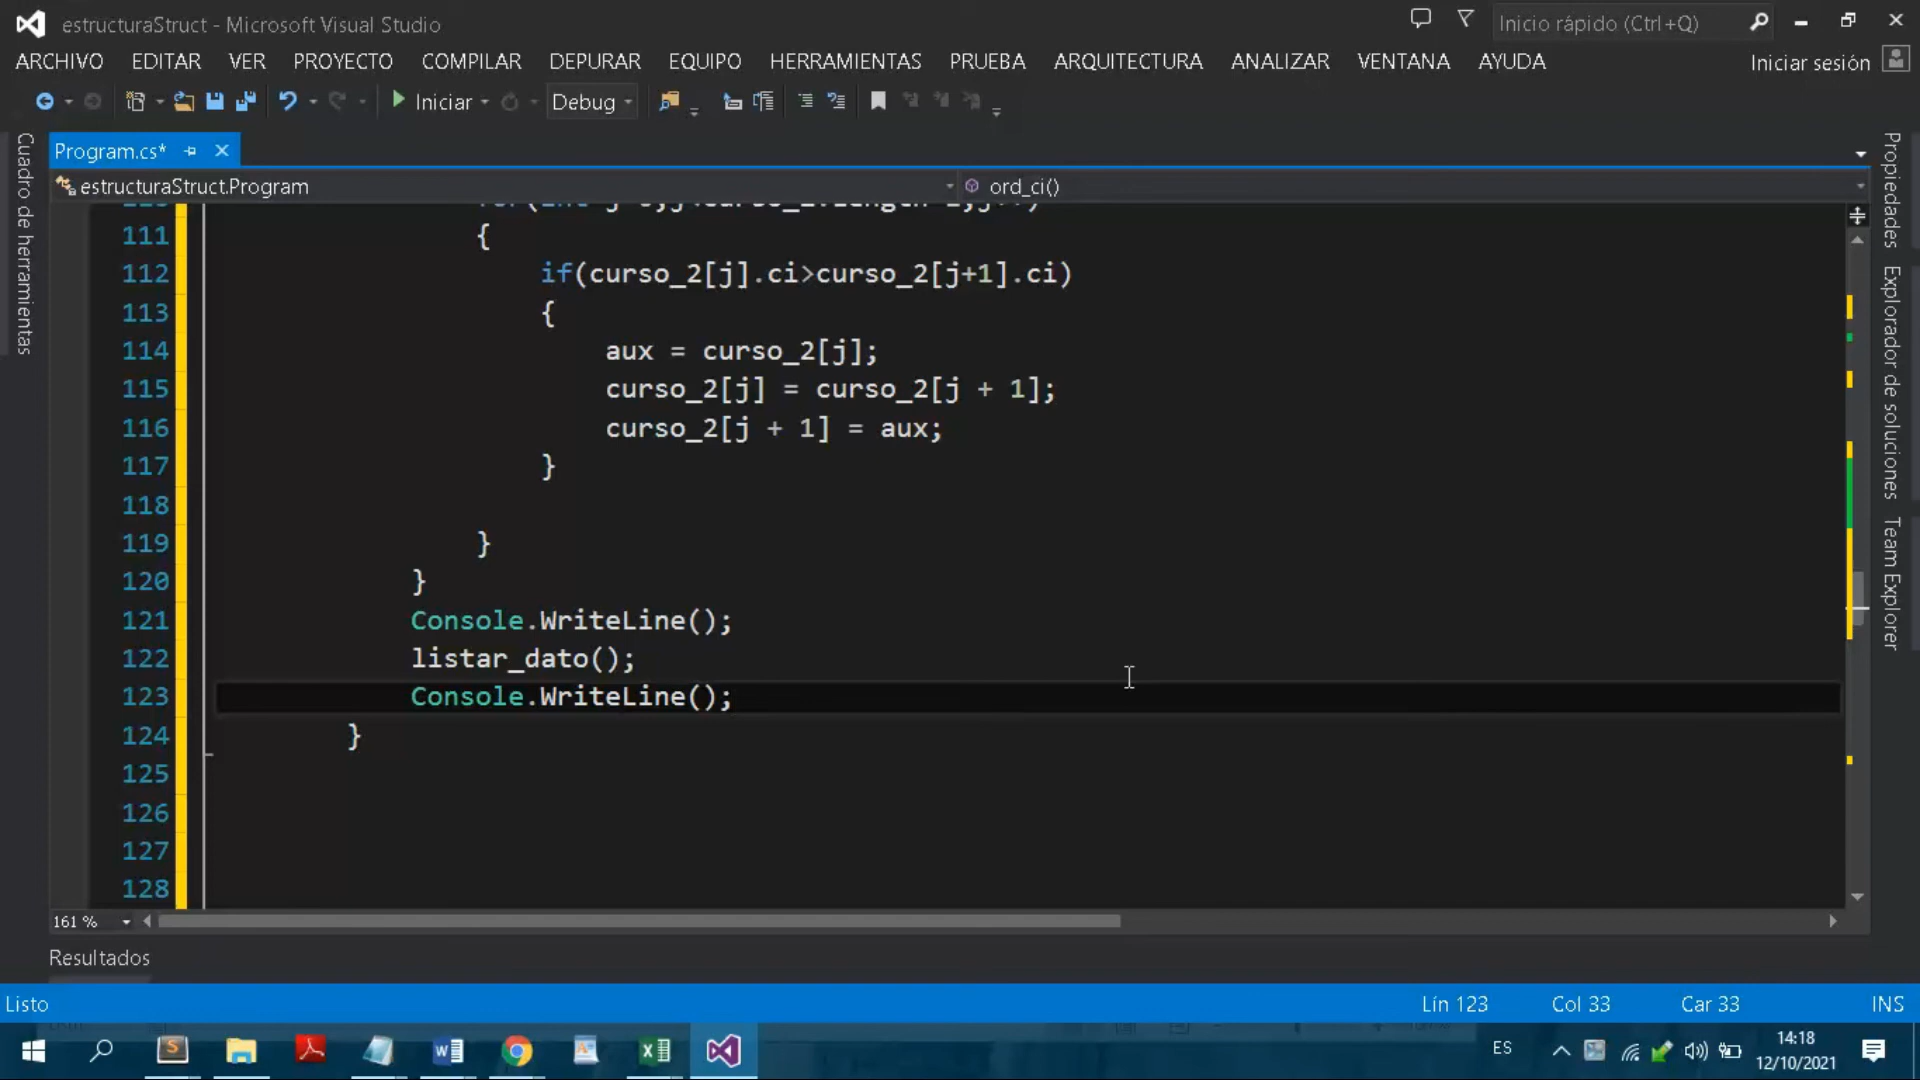 estructuraStruct - Microsoft Visual Studio
Inicio rápido (Ctrl+Q)
ARCHIVO EDITAR VER PROYECTO COMPILAR DEPURAR EQUIPO HERRAMIENTAS PRUEBA ARQUITECTURA ANALIZAR VENTANA AYUDA
Iniciar sesión
Iniciar
Debug
Cuadro de herramientas
Program.cs*
estructuraStruct.Program
ord_ci()
111 {
112 if(curso_2[j].ci>curso_2[j+1].ci)
113 {
114 aux = curso_2[j];
115 curso_2[j] = curso_2[j + 1];
116 curso_2[j + 1] = aux;
117 }
118
119 }
120 }
121 Console.WriteLine();
122 listar_dato();
123 Console.WriteLine();
124 }
125
126
127
128
Propiedades
Explorador de soluciones
Team Explorer
161 %
Resultados
Listo
Lín 123 Col 33 Car 33 INS
ES
14:18
12/10/2021